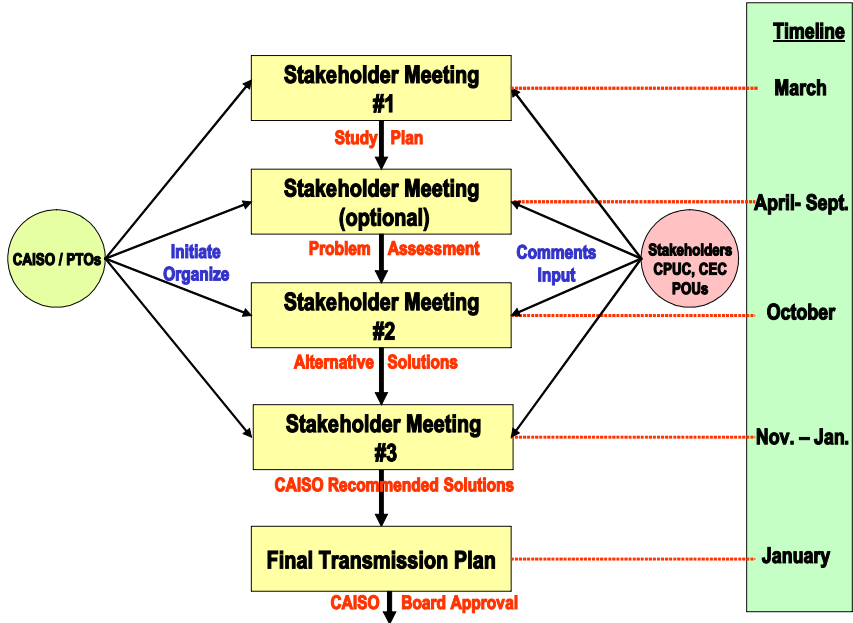 Timeline
Stakeholder Meeting
#1
March
Study Plan
Stakeholder Meeting
(optional)
April- Sept.
CAISO / PTOs
Initiate
Organize
Problem Assessment
Comments
Input
Stakeholders
CPUC, CEC
POUs
Stakeholder Meeting
#2
October
Alternative Solutions
Stakeholder Meeting
#3
Nov. – Jan.
CAISO Recommended Solutions
Final Transmission Plan
January
CAISO Board Approval